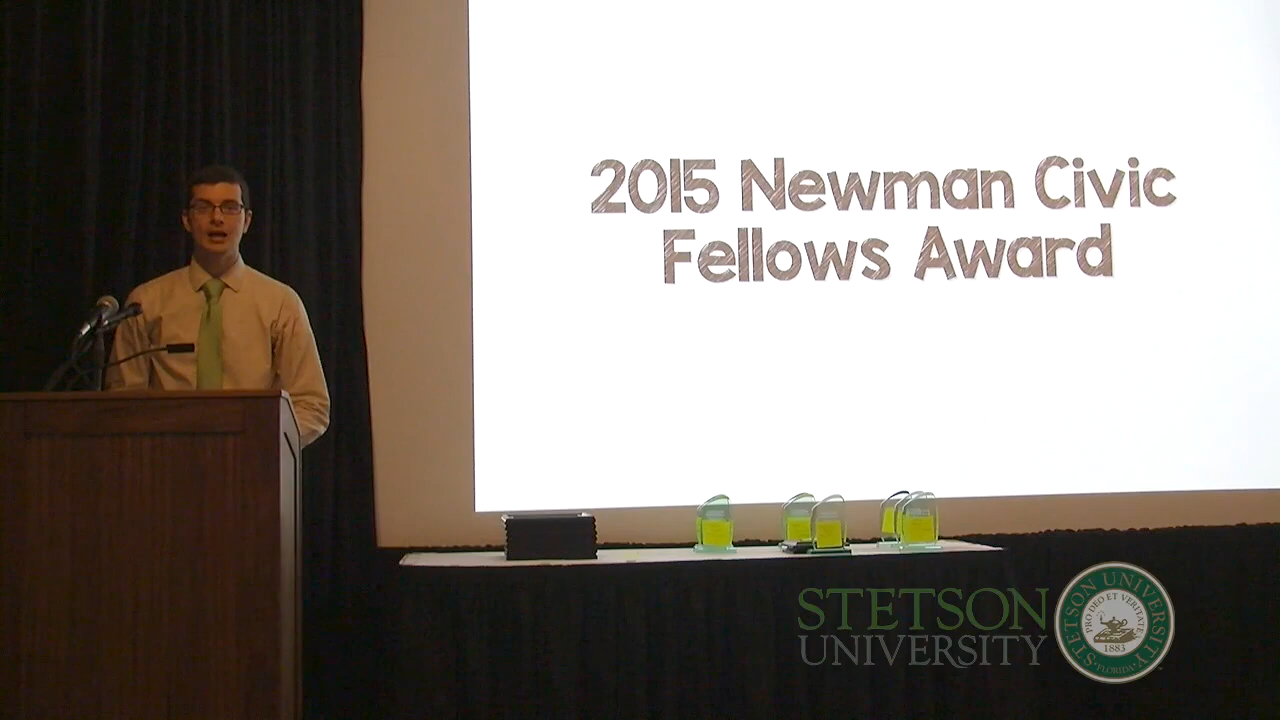 2015 Newman Civic
Fellows Award
STETSON
UNIVERSITY
STETSON UNIVERSITY
PRO DEO ET VERITATE
1883
FLORIDA